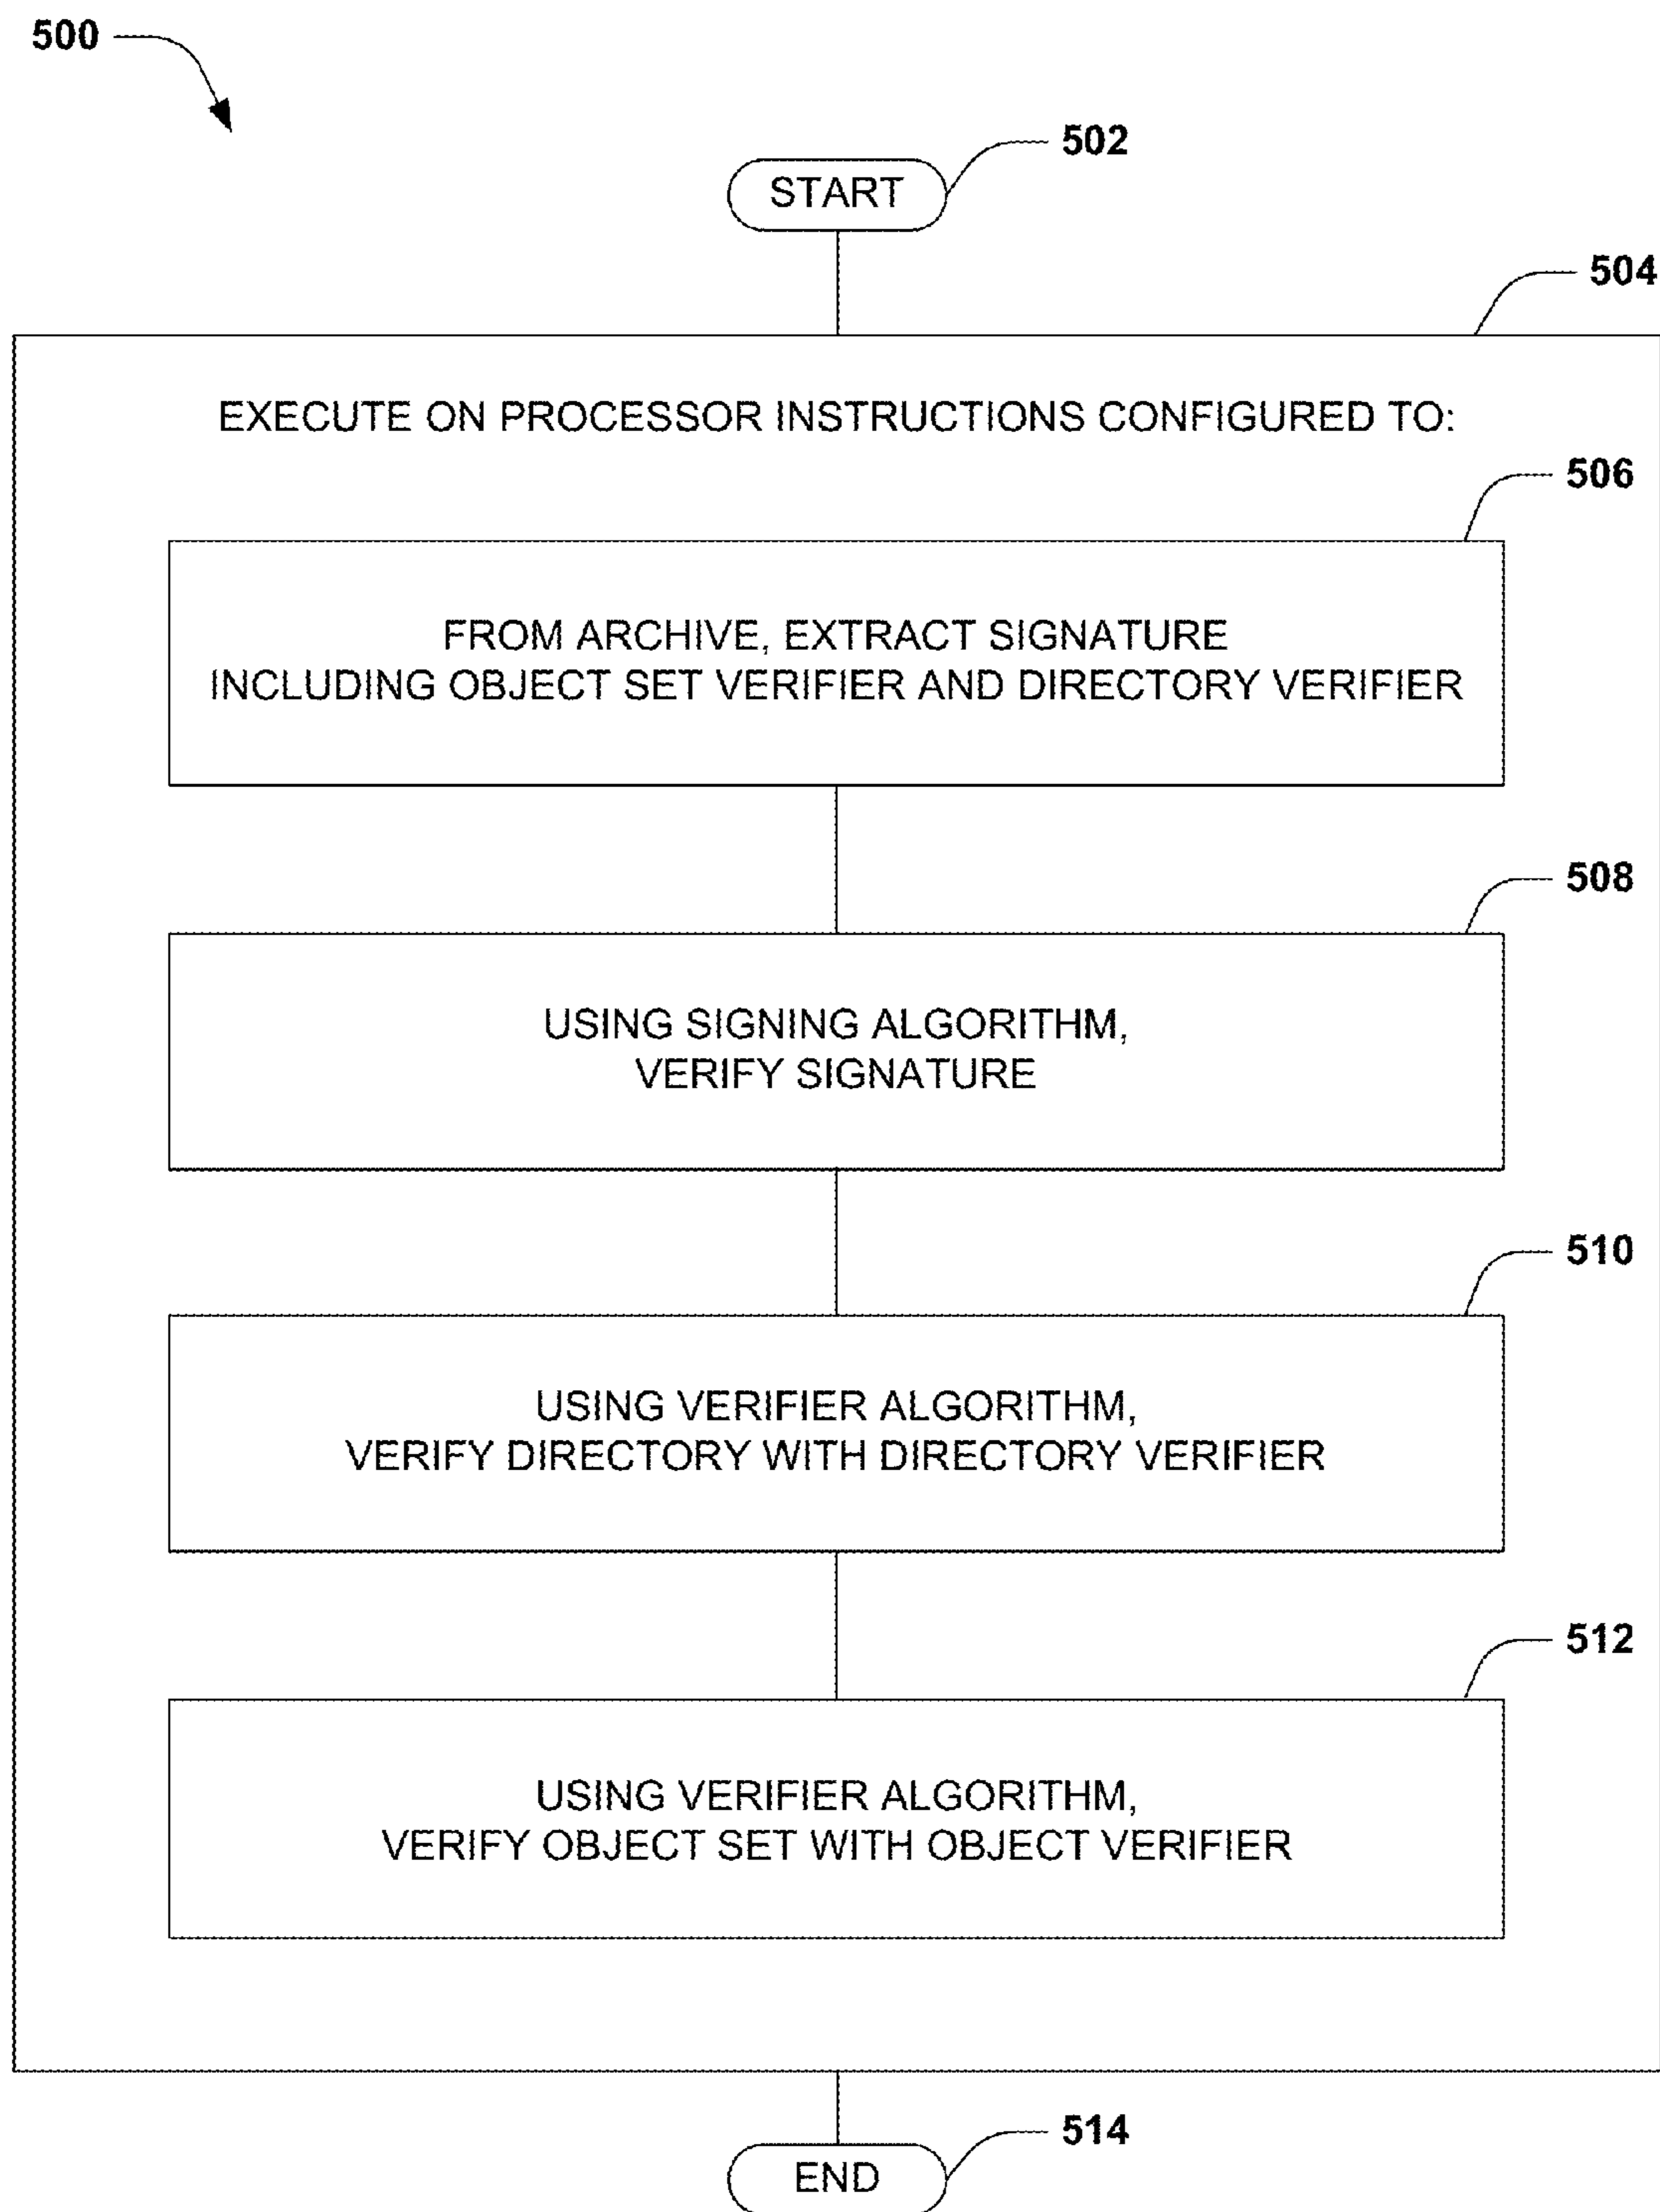 500
502
START
504
EXECUTE ON PROCESSOR INSTRUCTIONS CONFIGURED TO:
506
FROM ARCHIVE, EXTRACT SIGNATURE
INCLUDING OBJECT SET VERIFIER AND DIRECTORY VERIFIER
508
USING SIGNING ALGORITHM,
VERIFY SIGNATURE
510
USING VERIFIER ALGORITHM,
VERIFY DIRECTORY WITH DIRECTORY VERIFIER
512
USING VERIFIER ALGORITHM,
VERIFY OBJECT SET WITH OBJECT VERIFIER
514
END